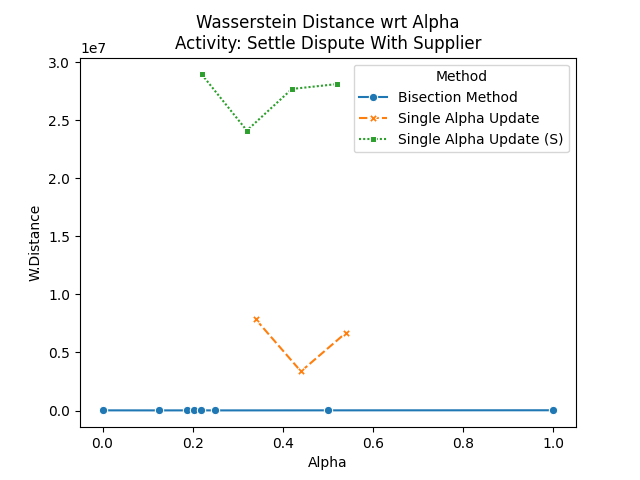 Wasserstein Distance wrt Alpha
Activity: Settle Dispute With Supplier
1e7
3.0
2.5
2.0
1.5
1.0
0.5
0.0
W.Distance
Method
Bisection Method
Single Alpha Update
Single Alpha Update (S)
0.0 0.2 0.4 0.6 0.8 1.0
Alpha